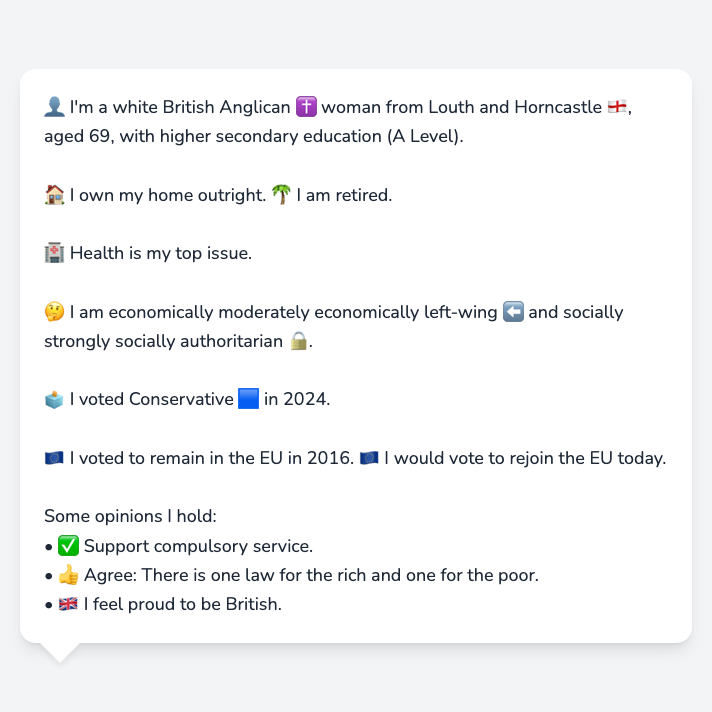 👤 I'm a white British Anglican ✝️ woman from Louth and Horncastle 🏴󠁧󠁢󠁥󠁮󠁧󠁿,
aged 69, with higher secondary education (A Level).
🏠 I own my home outright. 🌴 I am retired.
🏥 Health is my top issue.
🤔 I am economically moderately economically left-wing ⬅️ and socially
strongly socially authoritarian 🔒.
🗳️ I voted Conservative 🟦 in 2024.
🇪🇺 I voted to remain in the EU in 2016. 🇪🇺 I would vote to rejoin the EU today.
Some opinions I hold:
• ✅ Support compulsory service.
• 👍 Agree: There is one law for the rich and one for the poor.
• 🇬🇧 I feel proud to be British.